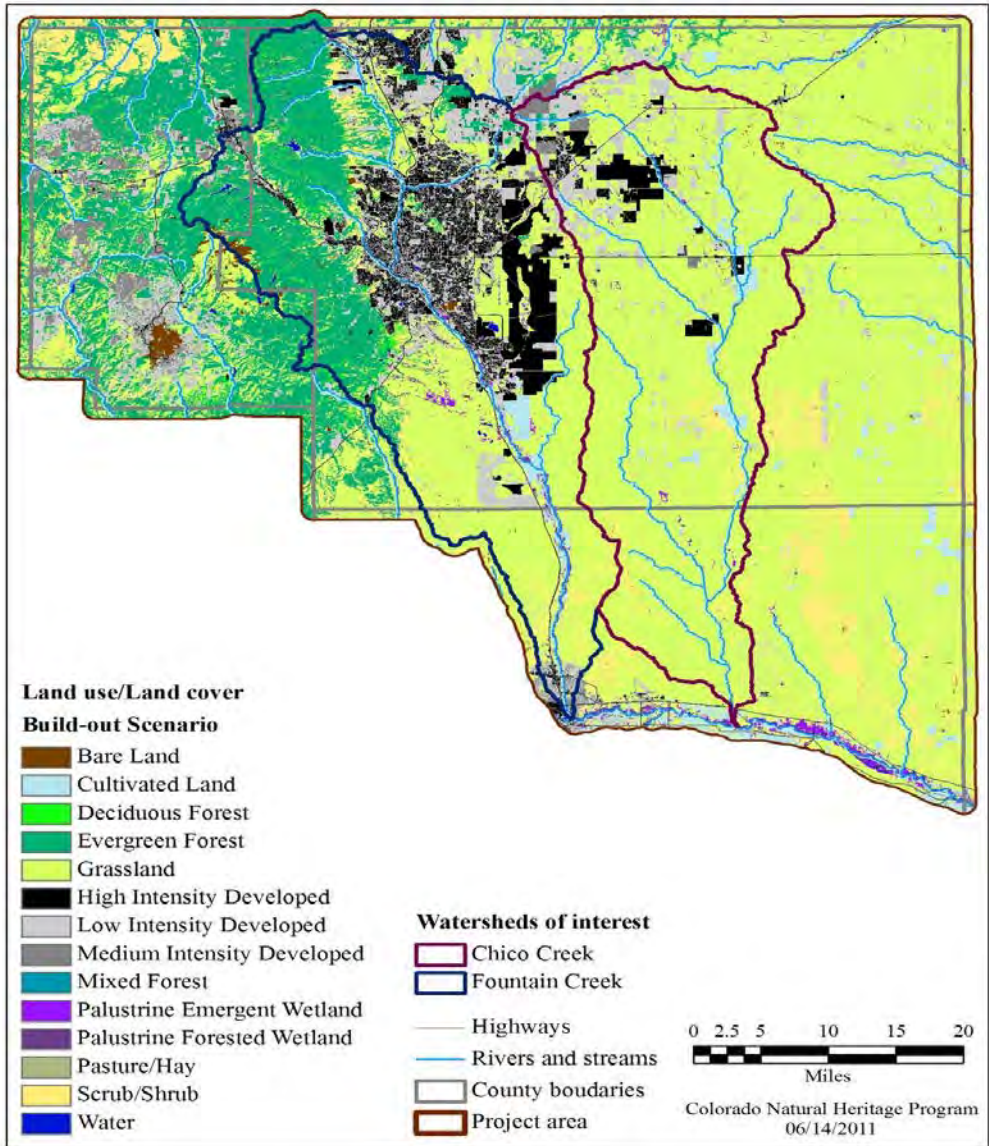 Land use/Land cover
Build-out Scenario
Bare Land
Cultivated Land
Deciduous Forest
Evergreen Forest
Grassland
High Intensity Developed
Low Intensity Developed
Medium Intensity Developed
Mixed Forest
Palustrine Emergent Wetland
Palustrine Forested Wetland
Pasture/Hay
Scrub/Shrub
Water
Watersheds of interest
Chico Creek
Fountain Creek
Highways
Rivers and streams
County boudaries
Project area
0 2.5 5 10 15 20
Miles
Colorado Natural Heritage Program
06/14/2011